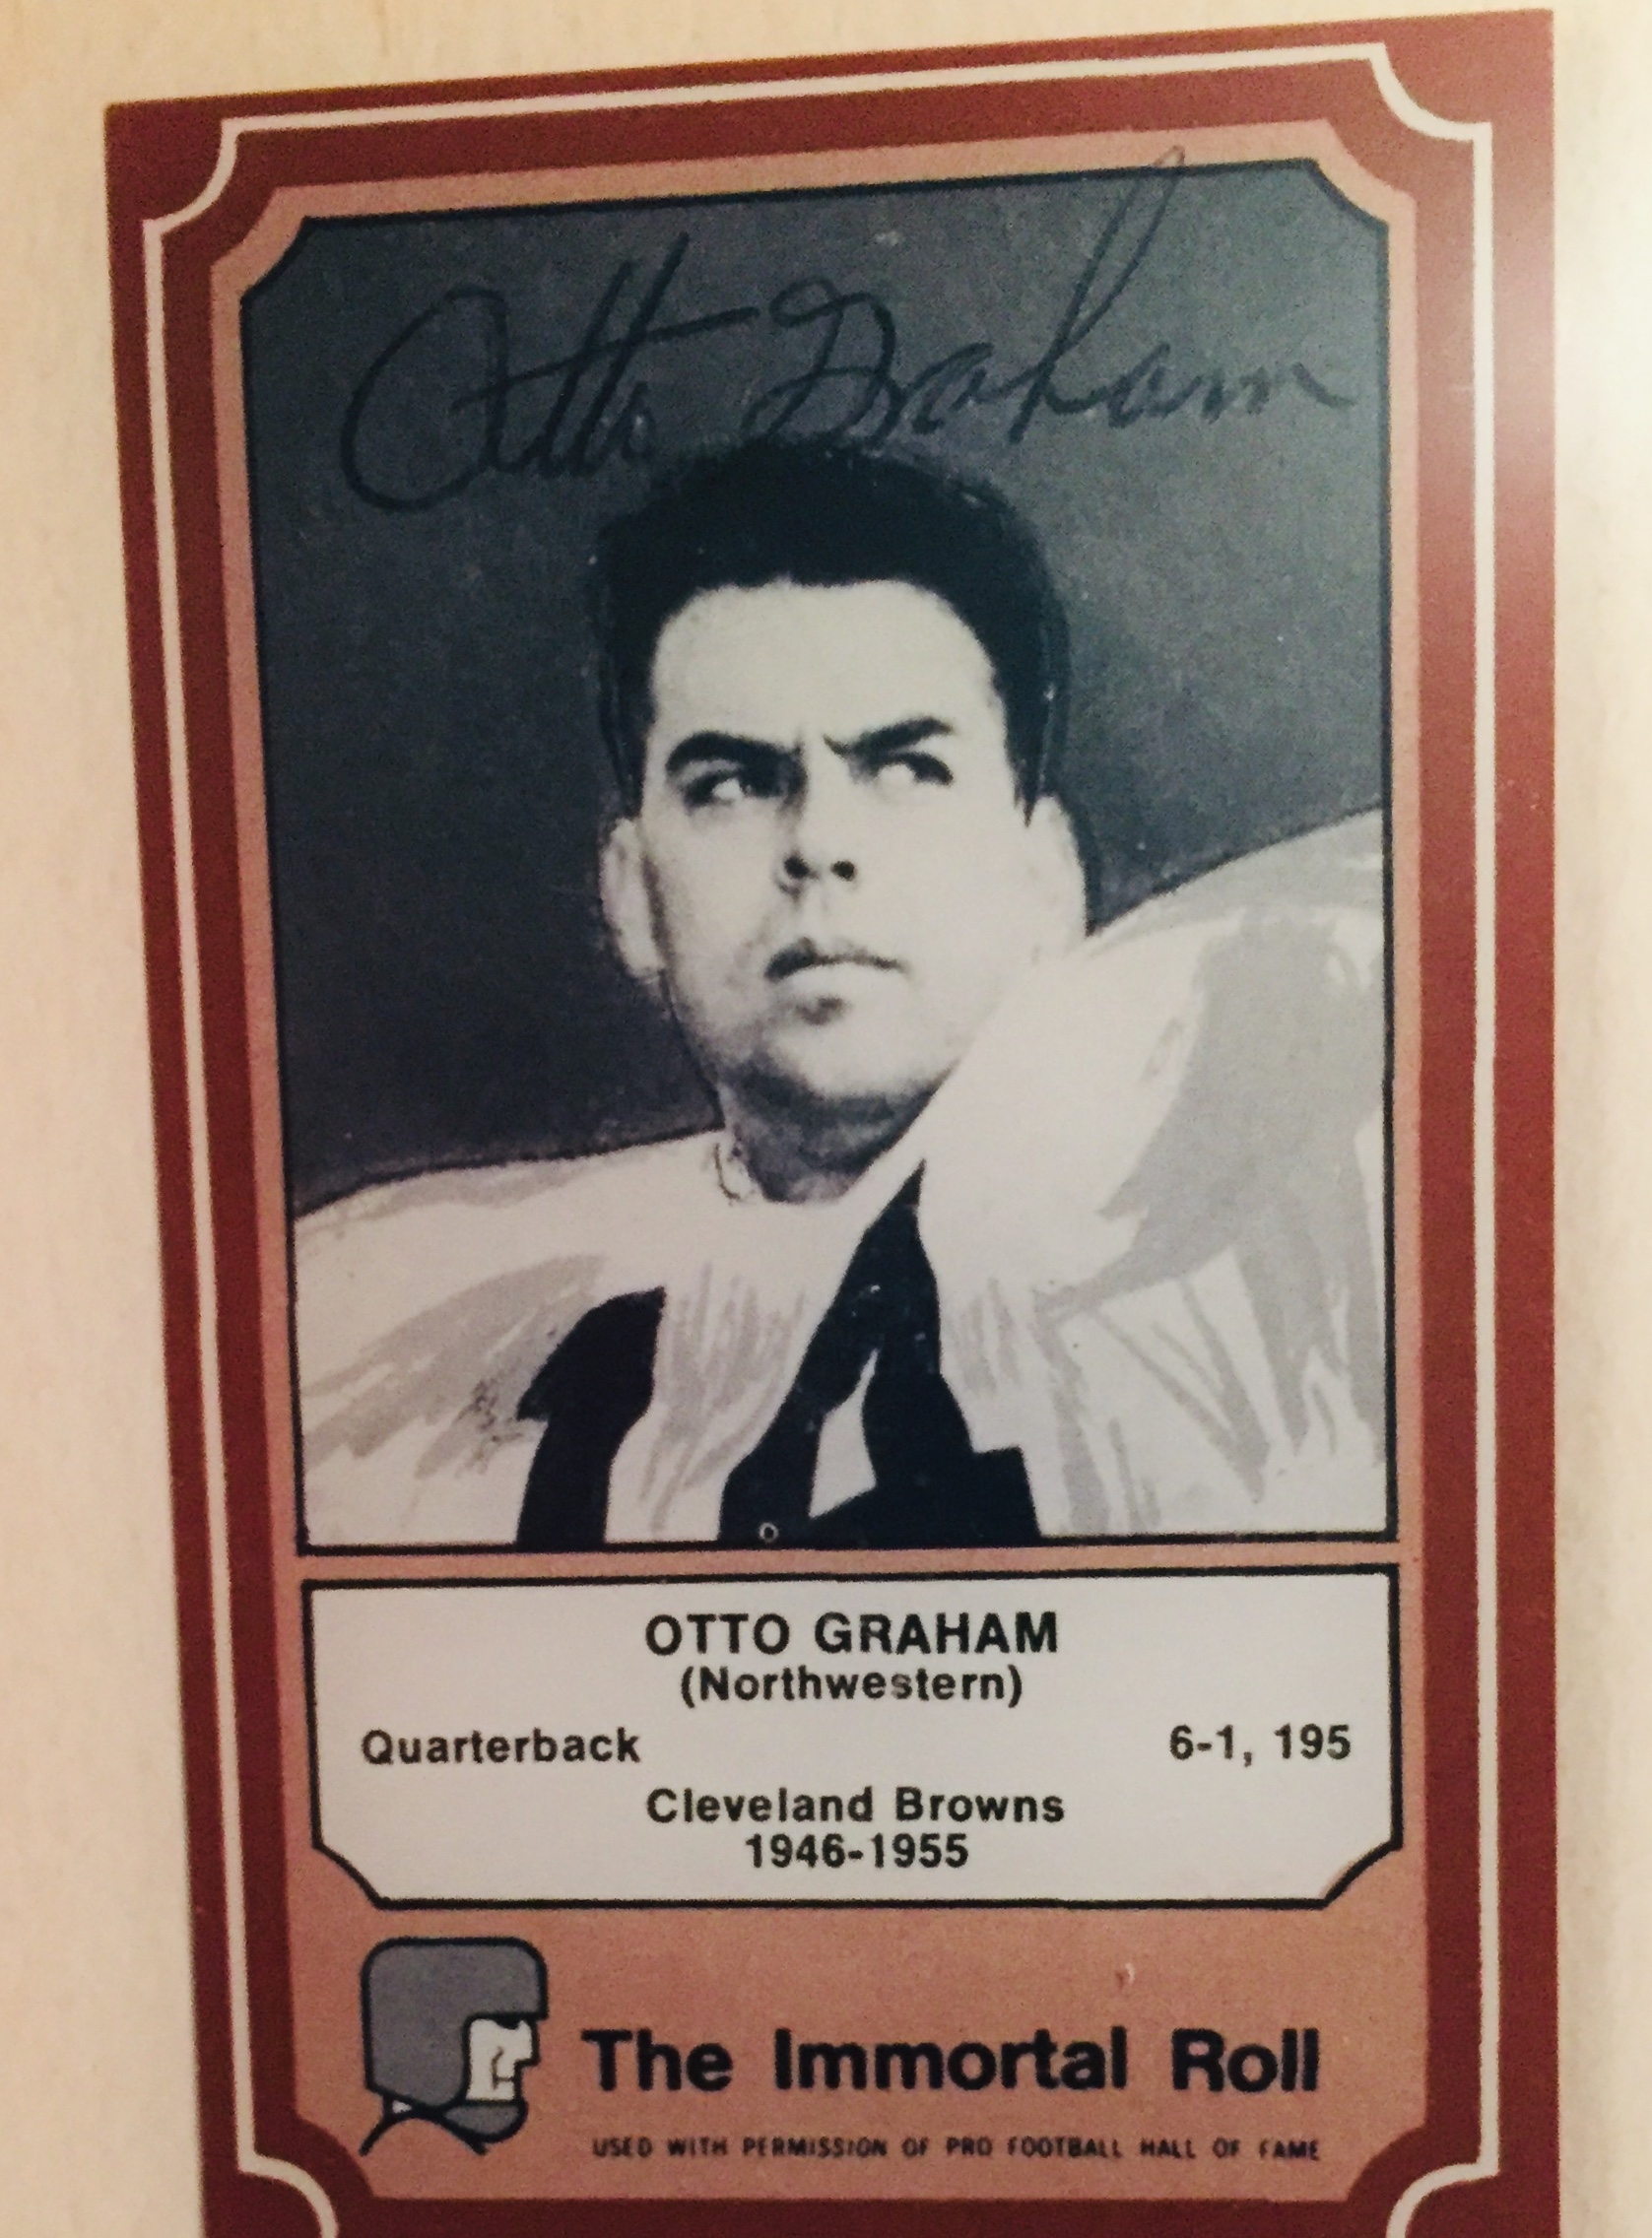 Otto Graham
OTTO GRAHAM
(Northwestern)
Quarterback 6-1, 195
Cleveland Browns
1946-1955
The Immortal Roll
USED WITH PERMISSION OF PRO FOOTBALL HALL OF FAME